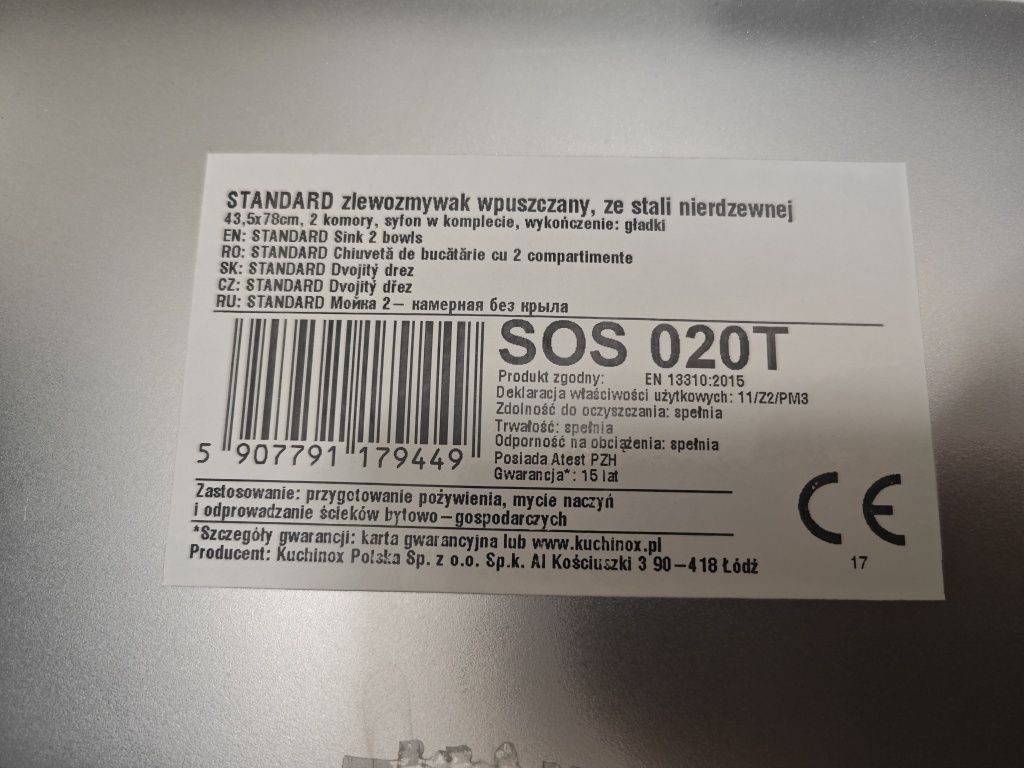 STANDARD zlewozmywak wpuszczany, ze stali nierdzewnej
43,5x78cm, 2 komory, syfon w komplecie, wykończenie: gładki
EN: STANDARD Sink 2 bowls
RO: STANDARD Chiuvetă de bucătărie cu 2 compartimente
SK: STANDARD Dvojitý drez
CZ: STANDARD Dvojitý dřez
RU: STANDARD Мойка 2– камерная без крыла
SOS 020T
Produkt zgodny: EN 13310:2015
Deklaracja właściwości użytkowych: 11/Z2/PM3
Zdolność do oczyszczania: spełnia
Trwałość: spełnia
Odporność na obciążenia: spełnia
Posiada Atest PZH
Gwarancja*: 15 lat
5 907791 179449
Zastosowanie: przygotowanie pożywienia, mycie naczyń
i odprowadzanie ścieków bytowo–gospodarczych
*Szczegóły gwarancji: karta gwarancyjna lub www.kuchinox.pl
Producent: Kuchinox Polska Sp. z o.o. Sp.k. Al Kościuszki 3 90–418 Łódź
CE
17